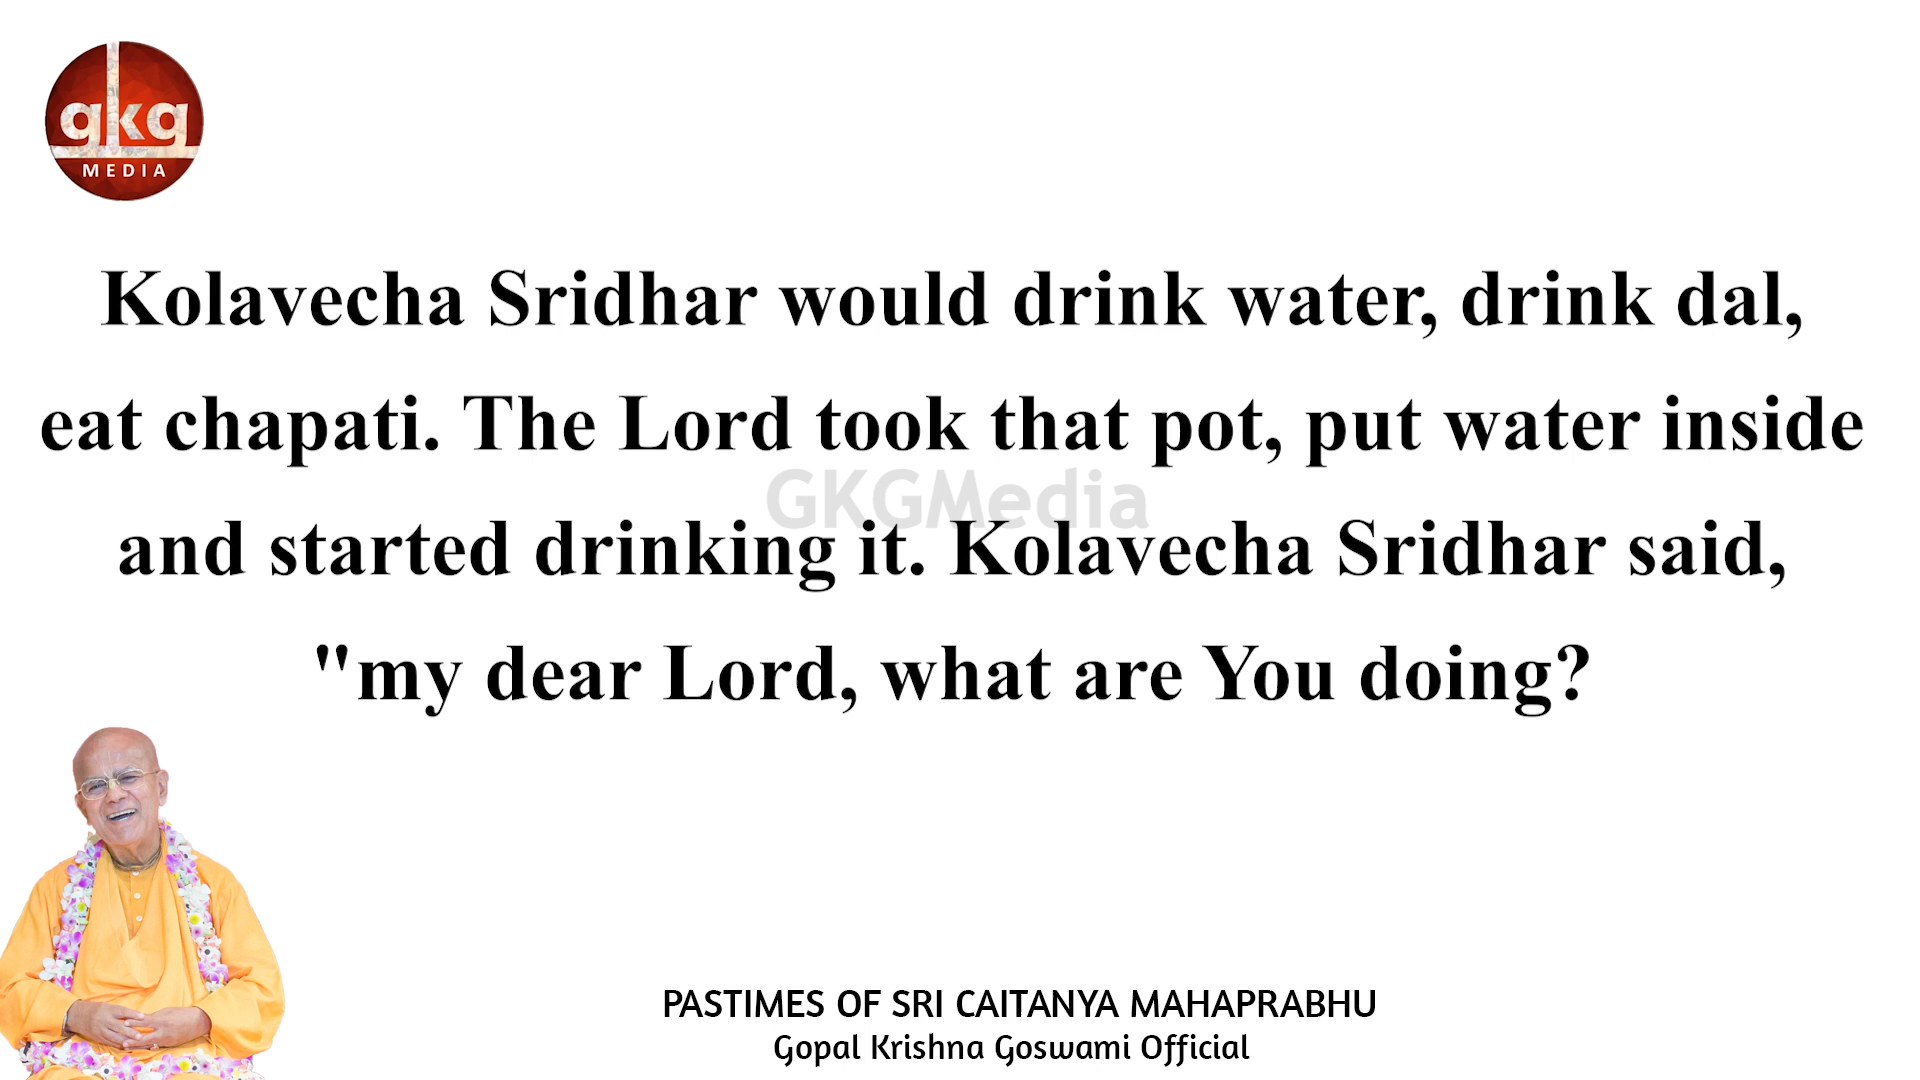 gkg
MEDIA
Kolavecha Sridhar would drink water, drink dal,
eat chapati. The Lord took that pot, put water inside
GKGMedia
and started drinking it. Kolavecha Sridhar said,
"my dear Lord, what are You doing?
PASTIMES OF SRI CAITANYA MAHAPRABHU
Gopal Krishna Goswami Official